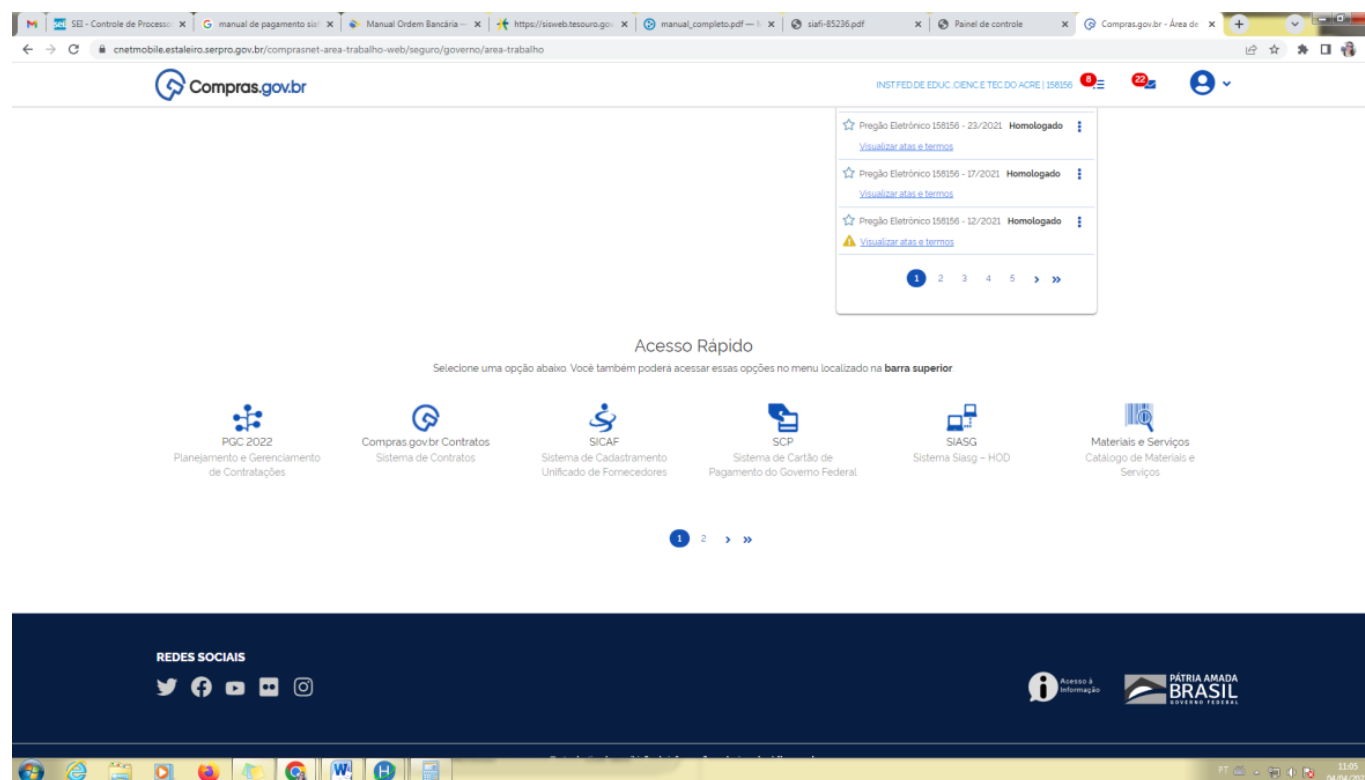 SEI - Controle de Processo
manual de pagamento siaf
Manual Ordem Bancária —
https://sisweb.tesouro.gov
manual_completo.pdf —
siafi-85236.pdf
Painel de controle
Compras.gov.br - Área de
cnetmobile.estaleiro.serpro.gov.br/comprasnet-area-trabalho-web/seguro/governo/area-trabalho
Compras.gov.br
INST.FED.DE EDUC.,CIENC.E TEC.DO ACRE | 158156
8
22
Pregão Eletrônico 158156 - 23/2021 Homologado
Visualizar atas e termos
Pregão Eletrônico 158156 - 17/2021 Homologado
Visualizar atas e termos
Pregão Eletrônico 158156 - 12/2021 Homologado
Visualizar atas e termos
1 2 3 4 5 > >>
Acesso Rápido
Selecione uma opção abaixo. Você também poderá acessar essas opções no menu localizado na barra superior.
PGC 2022
Planejamento e Gerenciamento
de Contratações
Compras.gov.br Contratos
Sistema de Contratos
SICAF
Sistema de Cadastramento
Unificado de Fornecedores
SCP
Sistema de Cartão de
Pagamento do Governo Federal
SIASG
Sistema Siasg – HOD
Materiais e Serviços
Catálogo de Materiais e
Serviços
1 2 > >>
REDES SOCIAIS
Acesso à
Informação
PÁTRIA AMADA
BRASIL
GOVERNO FEDERAL
PT
11:05